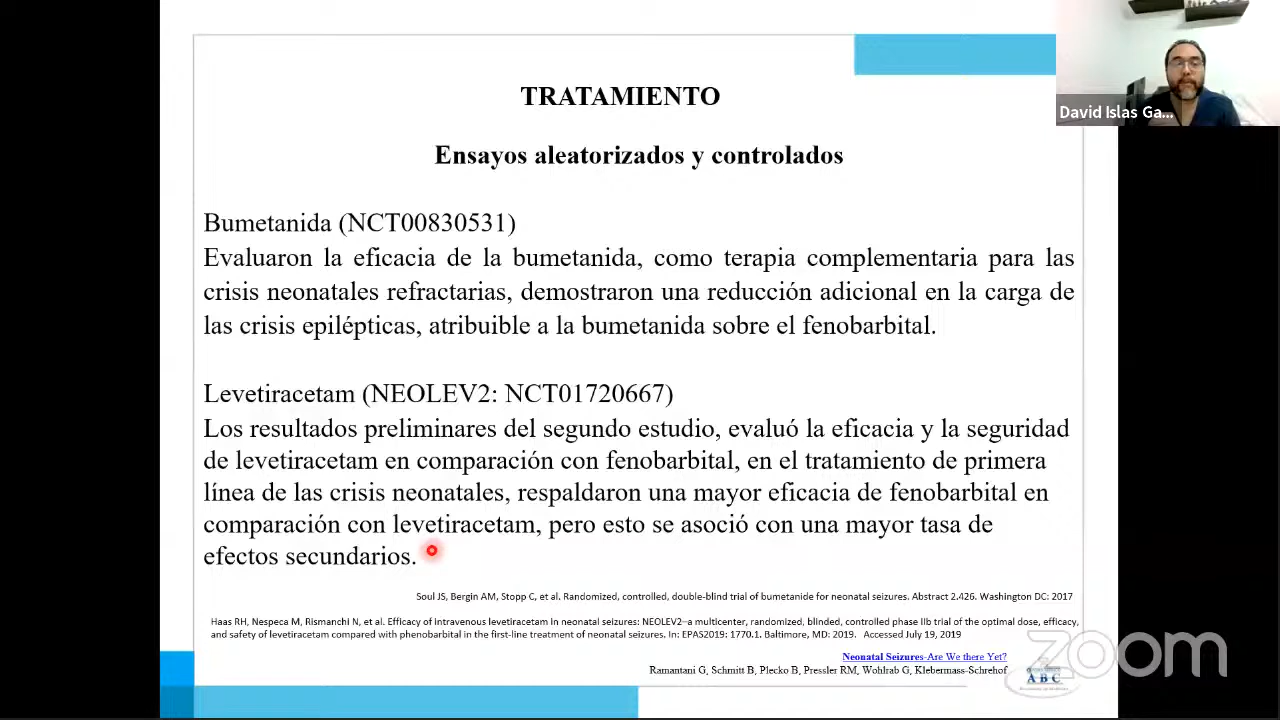 TRATAMIENTO
David Islas Ga...
Ensayos aleatorizados y controlados
Bumetanida (NCT00830531)
Evaluaron la eficacia de la bumetanida, como terapia complementaria para las
crisis neonatales refractarias, demostraron una reducción adicional en la carga de
las crisis epilépticas, atribuible a la bumetanida sobre el fenobarbital.
Levetiracetam (NEOLEV2: NCT01720667)
Los resultados preliminares del segundo estudio, evaluó la eficacia y la seguridad
de levetiracetam en comparación con fenobarbital, en el tratamiento de primera
línea de las crisis neonatales, respaldaron una mayor eficacia de fenobarbital en
comparación con levetiracetam, pero esto se asoció con una mayor tasa de
efectos secundarios.
Soul JS, Bergin AM, Stopp C, et al. Randomized, controlled, double-blind trial of bumetanide for neonatal seizures. Abstract 2.426. Washington DC: 2017
Haas RH, Nespeca M, Rismanchi N, et al. Efficacy of intravenous levetiracetam in neonatal seizures: NEOLEV2—a multicenter, randomized, blinded, controlled phase IIb trial of the optimal dose, efficacy,
and safety of levetiracetam compared with phenobarbital in the first-line treatment of neonatal seizures. In: EPAS2019: 1770.1. Baltimore, MD: 2019. Accessed July 19, 2019
Neonatal Seizures-Are We there Yet?
Ramantani G, Schmitt B, Plecko B, Pressler RM, Wohlrab G, Klebermass-Schrehof
ABC
zoom